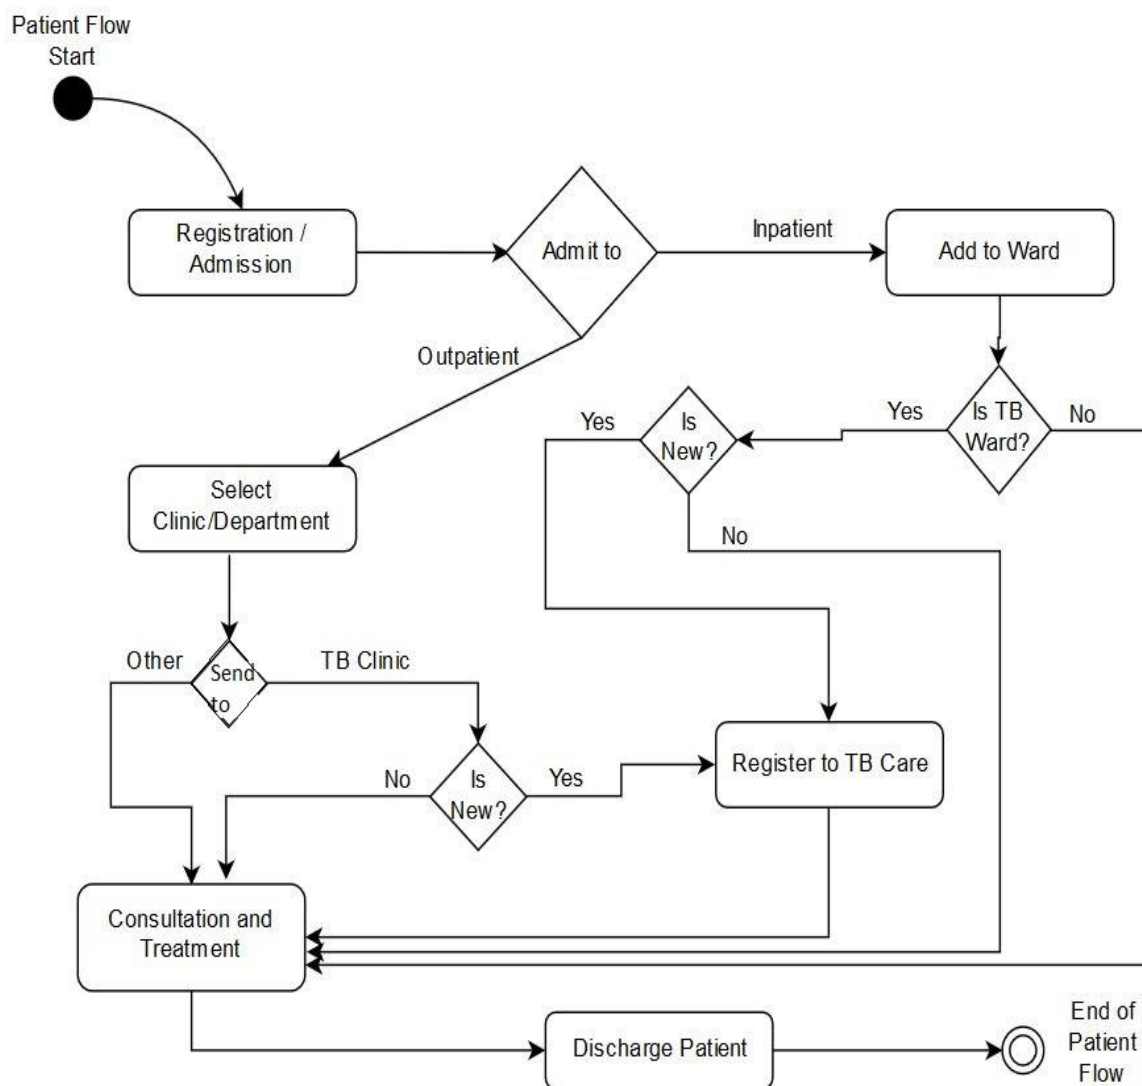 Patient Flow
Start
Registration /
Admission
Admit to
Inpatient
Add to Ward
Outpatient
Is TB
Ward?
Yes
No
Is
New?
Yes
No
Select
Clinic/Department
Send
to
Other
TB Clinic
Is
New?
No
Yes
Register to TB Care
Consultation and
Treatment
Discharge Patient
End of
Patient
Flow